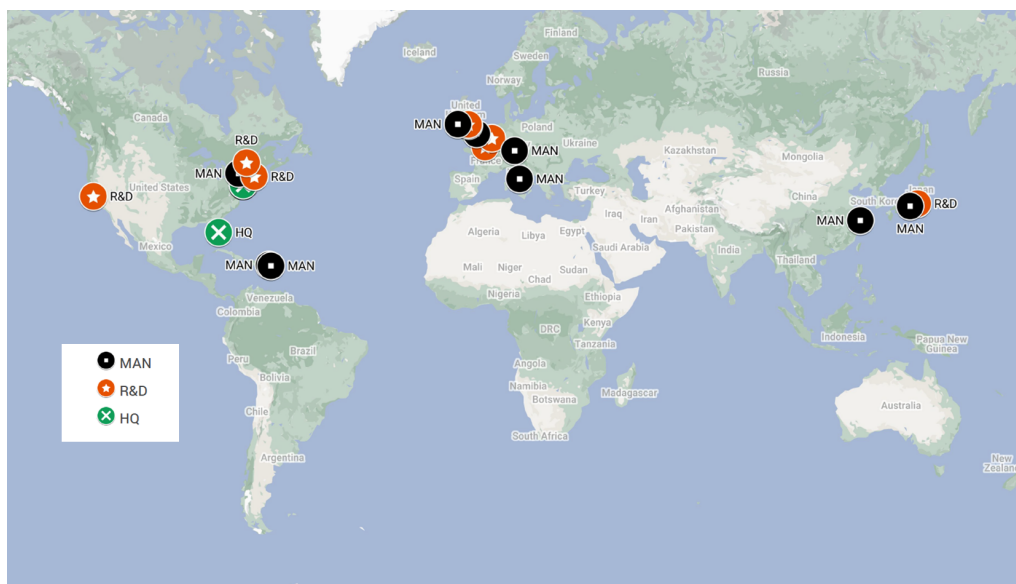 Iceland
Finland
Sweden
Norway
Russia
Canada
United
MAN
R&D
Poland
MAN
Ukraine
France
Kazakhstan
Mongolia
MAN
R&D
R&D
United States
Spain
MAN
Turkey
China
South Korea
Japan
R&D
MAN
MAN
HQ
Mexico
Algeria
Libya
Egypt
Iraq
Iran
Afghanistan
Pakistan
Saudi Arabia
India
Thailand
MAN
MAN
Mali
Niger
Chad
Sudan
Nigeria
Ethiopia
Venezuela
Colombia
DRC
Kenya
Tanzania
Indonesia
Papua New
Guinea
Peru
Brazil
Bolivia
Angola
Namibia
Botswana
Madagascar
Chile
South Africa
Australia
Argentina
New
Zealand
MAN
R&D
HQ